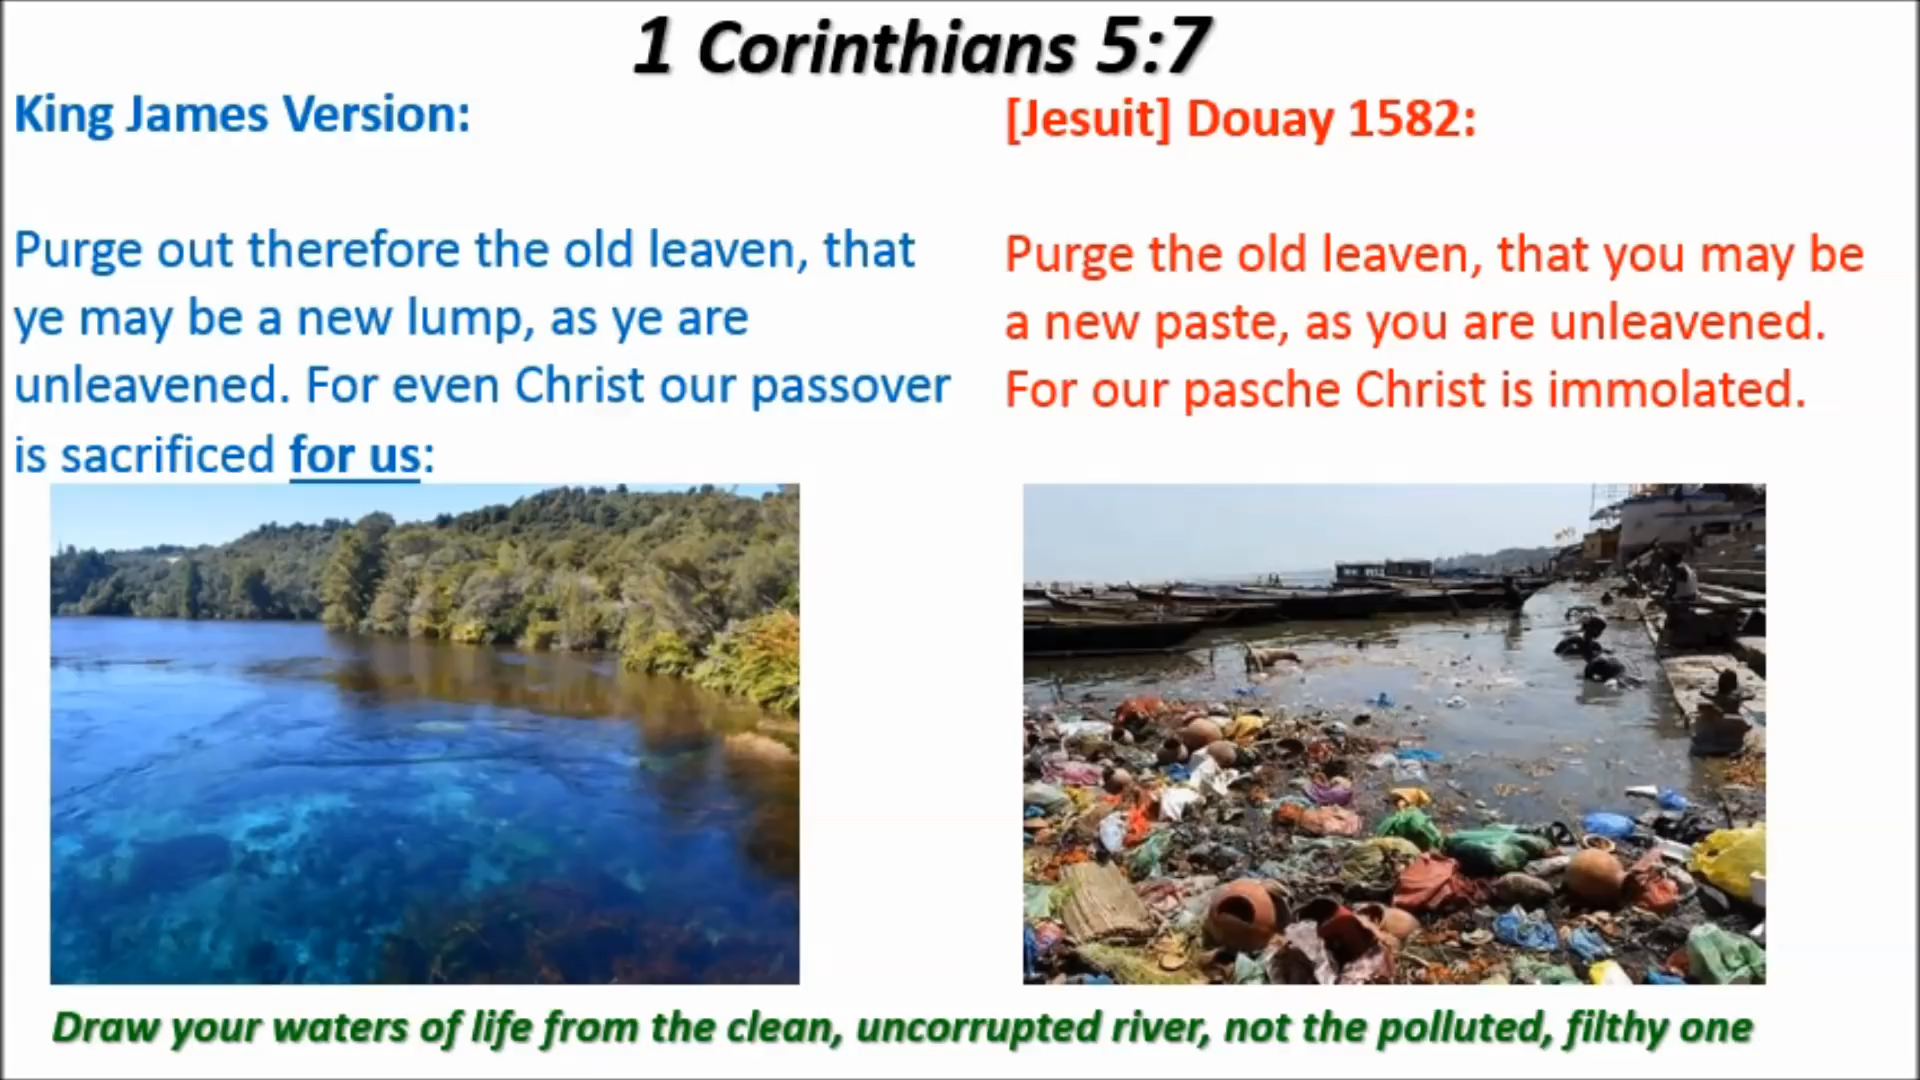 1 Corinthians 5:7
King James Version:
Purge out therefore the old leaven, that
ye may be a new lump, as ye are
unleavened. For even Christ our passover
is sacrificed for us:
[Jesuit] Douay 1582:
Purge the old leaven, that you may be
a new paste, as you are unleavened.
For our pasche Christ is immolated.
Draw your waters of life from the clean, uncorrupted river, not the polluted, filthy one